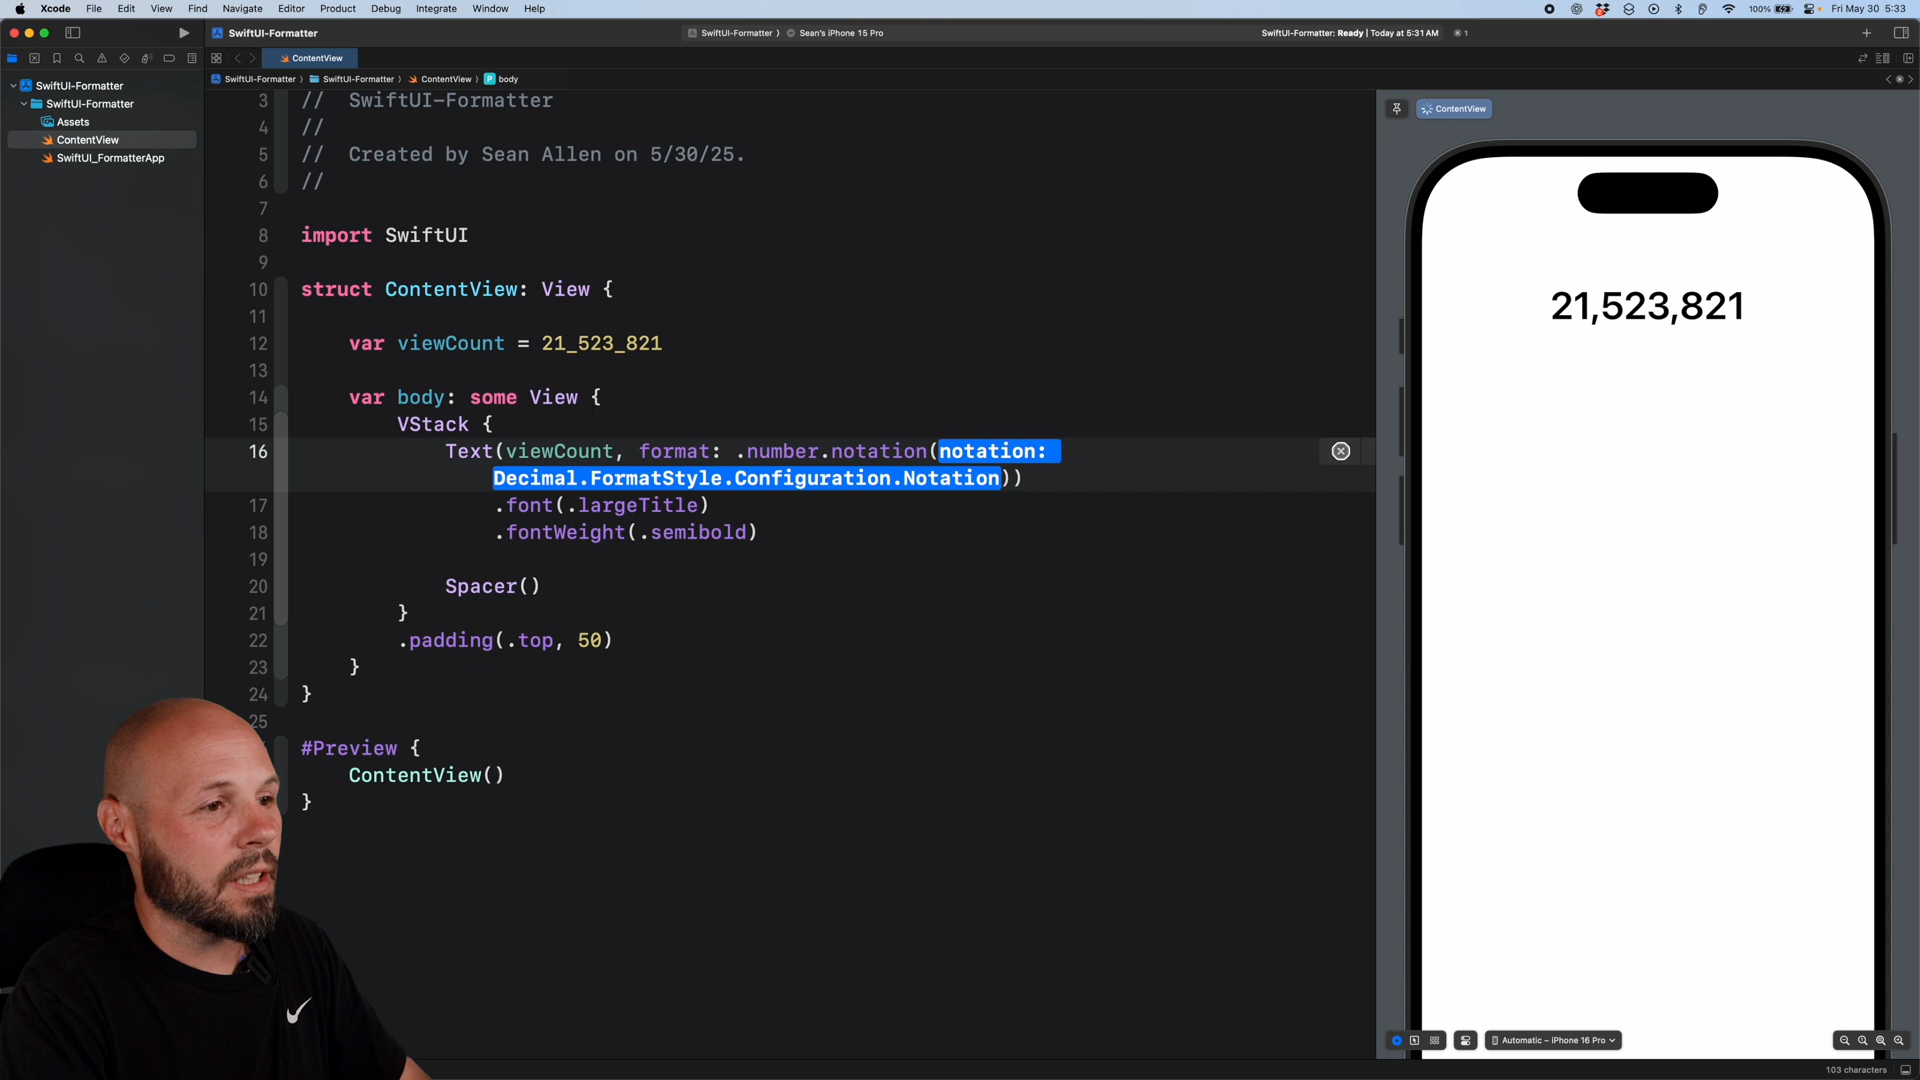 Xcode File Edit View Find Navigate Editor Product Debug Integrate Window Help
100% Fri May 30 5:33
SwiftUI-Formatter
SwiftUI-Formatter 〉 Sean's iPhone 15 Pro
SwiftUI-Formatter: Ready | Today at 5:31 AM
1
ContentView
SwiftUI-Formatter 〉 SwiftUI-Formatter 〉 ContentView 〉 P body
SwiftUI-Formatter
SwiftUI-Formatter
Assets
ContentView
SwiftUI_FormatterApp
3 // SwiftUI-Formatter
4 //
5 // Created by Sean Allen on 5/30/25.
6 //
7
8 import SwiftUI
9
10 struct ContentView: View {
11
12 var viewCount = 21_523_821
13
14 var body: some View {
15 VStack {
16 Text(viewCount, format: .number.notation(notation:
Decimal.FormatStyle.Configuration.Notation))
17 .font(.largeTitle)
18 .fontWeight(.semibold)
19
20 Spacer()
21 }
22 .padding(.top, 50)
23 }
24 }
25
#Preview {
ContentView()
}
ContentView
21,523,821
Automatic – iPhone 16 Pro
103 characters